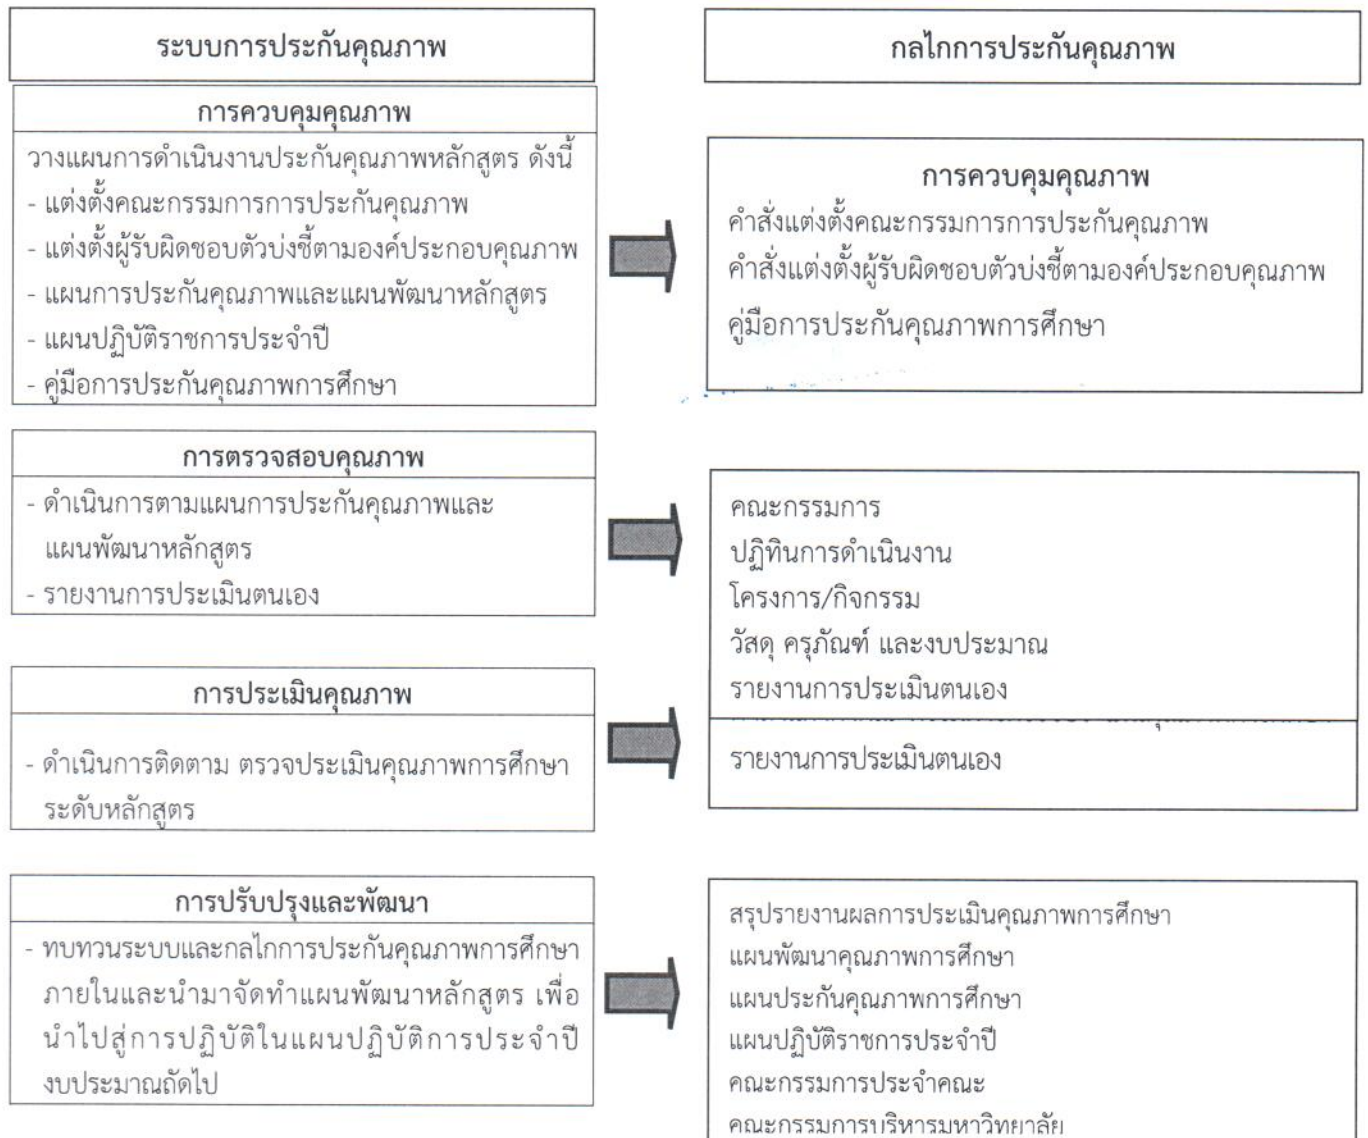 ระบบการประกันคุณภาพ
กลไกการประกันคุณภาพ
การควบคุมคุณภาพ
วางแผนการดำเนินงานประกันคุณภาพหลักสูตร ดังนี้
- แต่งตั้งคณะกรรมการการประกันคุณภาพ
- แต่งตั้งผู้รับผิดชอบตัวบ่งชี้ตามองค์ประกอบคุณภาพ
- แผนการประกันคุณภาพและแผนพัฒนาหลักสูตร
- แผนปฏิบัติราชการประจำปี
- คู่มือการประกันคุณภาพการศึกษา
การควบคุมคุณภาพ
คำสั่งแต่งตั้งคณะกรรมการการประกันคุณภาพ
คำสั่งแต่งตั้งผู้รับผิดชอบตัวบ่งชี้ตามองค์ประกอบคุณภาพ
คู่มือการประกันคุณภาพการศึกษา
การตรวจสอบคุณภาพ
- ดำเนินการตามแผนการประกันคุณภาพและ
แผนพัฒนาหลักสูตร
- รายงานการประเมินตนเอง
คณะกรรมการ
ปฏิทินการดำเนินงาน
โครงการ/กิจกรรม
วัสดุ ครุภัณฑ์ และงบประมาณ
รายงานการประเมินตนเอง
การประเมินคุณภาพ
- ดำเนินการติดตาม ตรวจประเมินคุณภาพการศึกษา
ระดับหลักสูตร
รายงานการประเมินตนเอง
การปรับปรุงและพัฒนา
- ทบทวนระบบและกลไกการประกันคุณภาพการศึกษา
ภายในและนำมาจัดทำแผนพัฒนาหลักสูตร เพื่อ
นำไปสู่การปฏิบัติในแผนปฏิบัติการประจำปี
งบประมาณถัดไป
สรุปรายงานผลการประเมินคุณภาพการศึกษา
แผนพัฒนาคุณภาพการศึกษา
แผนประกันคุณภาพการศึกษา
แผนปฏิบัติราชการประจำปี
คณะกรรมการประจำคณะ
คณะกรรมการบริหารมหาวิทยาลัย